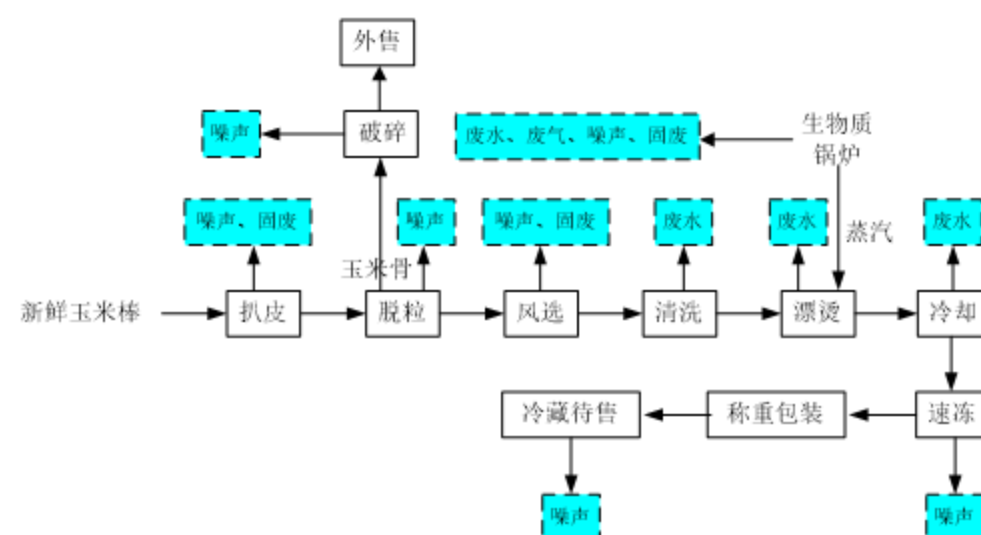 外售
噪声
破碎
废水、废气、噪声、固废
生物质
锅炉
噪声、固废
噪声
噪声、固废
废水
废水
蒸汽
废水
玉米骨
新鲜玉米棒
扒皮
脱粒
风选
清洗
漂烫
冷却
冷藏待售
称重包装
速冻
噪声
噪声